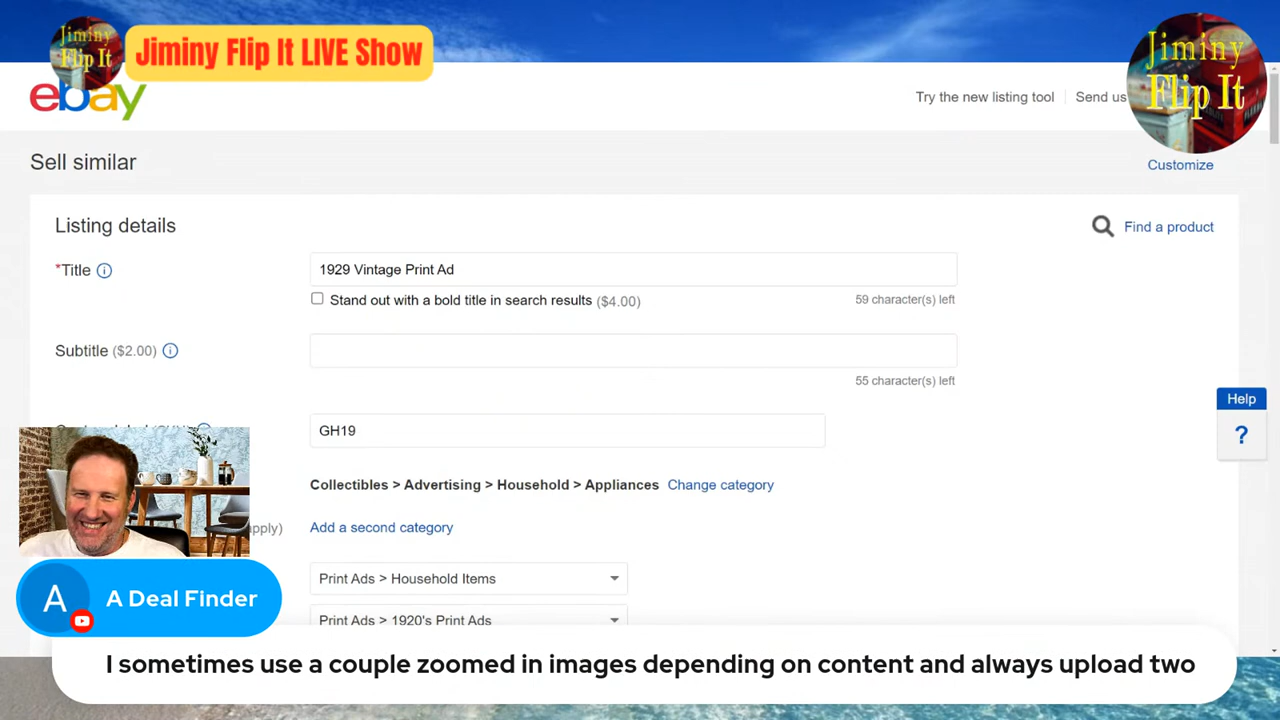 Jiminy
Flip It
Jiminy Flip It LIVE Show
Jiminy
Flip It
ebay
Try the new listing tool
Send us
Sell similar
Customize
Listing details
Find a product
*Title
1929 Vintage Print Ad
Stand out with a bold title in search results ($4.00)
59 character(s) left
Subtitle ($2.00)
55 character(s) left
Help
?
GH19
Collectibles > Advertising > Household > Appliances Change category
pply)
Add a second category
Print Ads > Household Items
Print Ads > 1920's Print Ads
A
A Deal Finder
I sometimes use a couple zoomed in images depending on content and always upload two